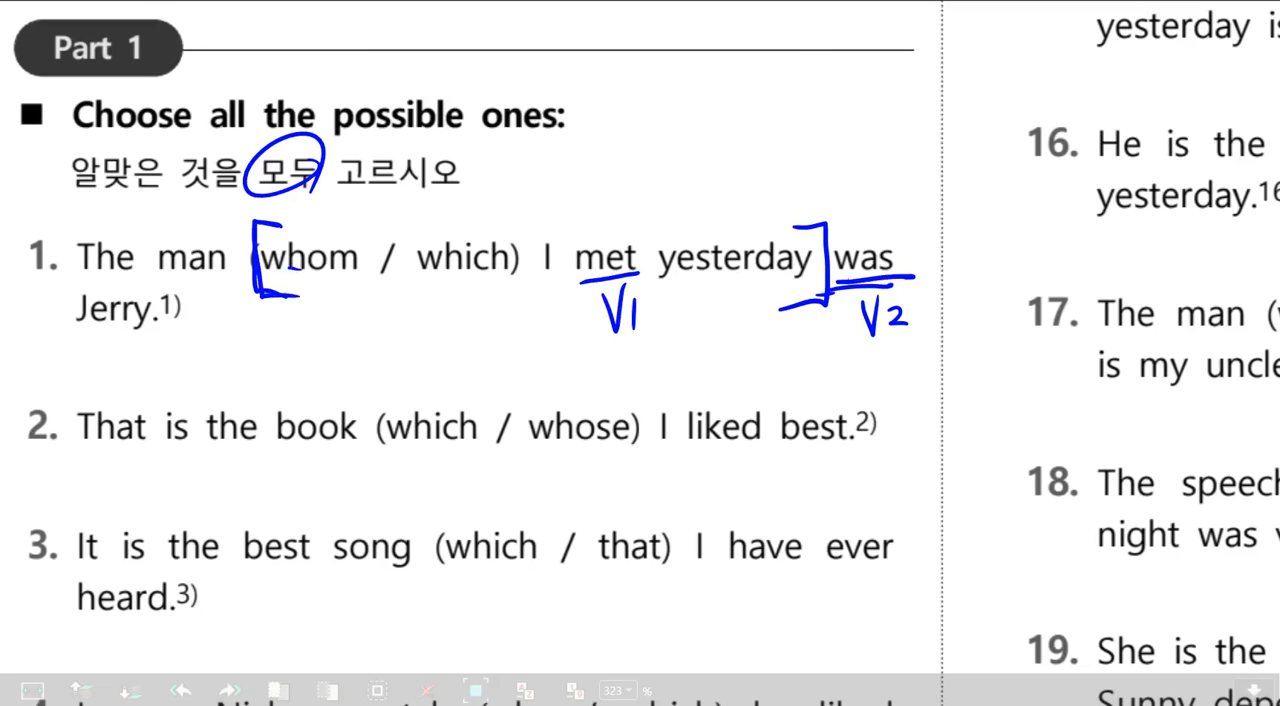 Part 1
■ Choose all the possible ones:
알맞은 것을 모두 고르시오
1. The man (whom / which) I met yesterday was
V1 V2
Jerry.1)
2. That is the book (which / whose) I liked best.2)
3. It is the best song (which / that) I have ever
heard.3)
yesterday
16. He is the
yesterday.16
17. The man (
is my uncle
18. The speech
night was
19. She is the
Sunny
323 %